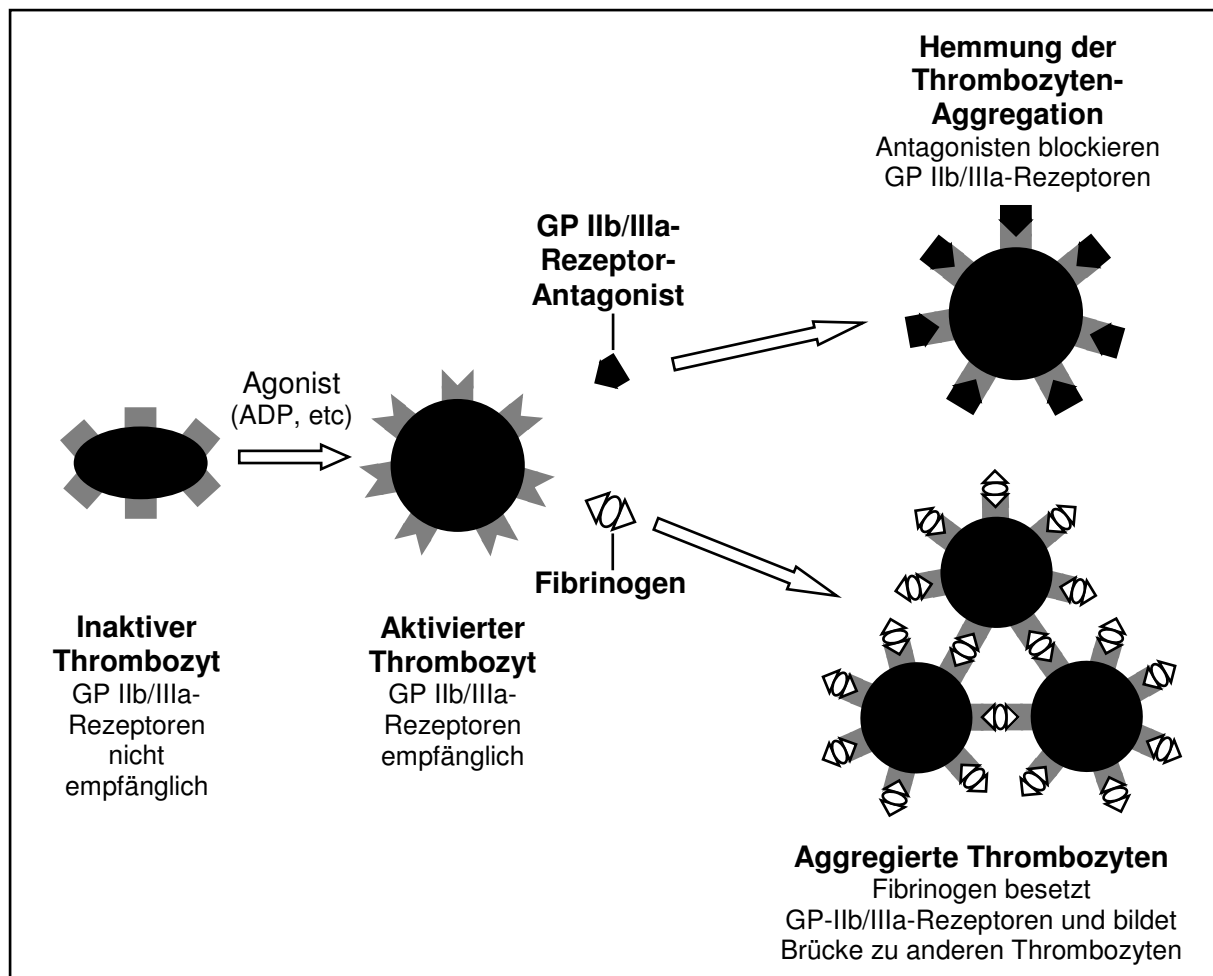 Hemmung der
Thrombozyten-
Aggregation
Antagonisten blockieren
GP IIb/IIIa-Rezeptoren
GP IIb/IIIa-
Rezeptor-
Antagonist
Agonist
(ADP, etc)
Fibrinogen
Inaktiver
Thrombozyt
GP IIb/IIIa-
Rezeptoren
nicht
empfänglich
Aktivierter
Thrombozyt
GP IIb/IIIa-
Rezeptoren
empfänglich
Aggregierte Thrombozyten
Fibrinogen besetzt
GP-IIb/IIIa-Rezeptoren und bildet
Brücke zu anderen Thrombozyten